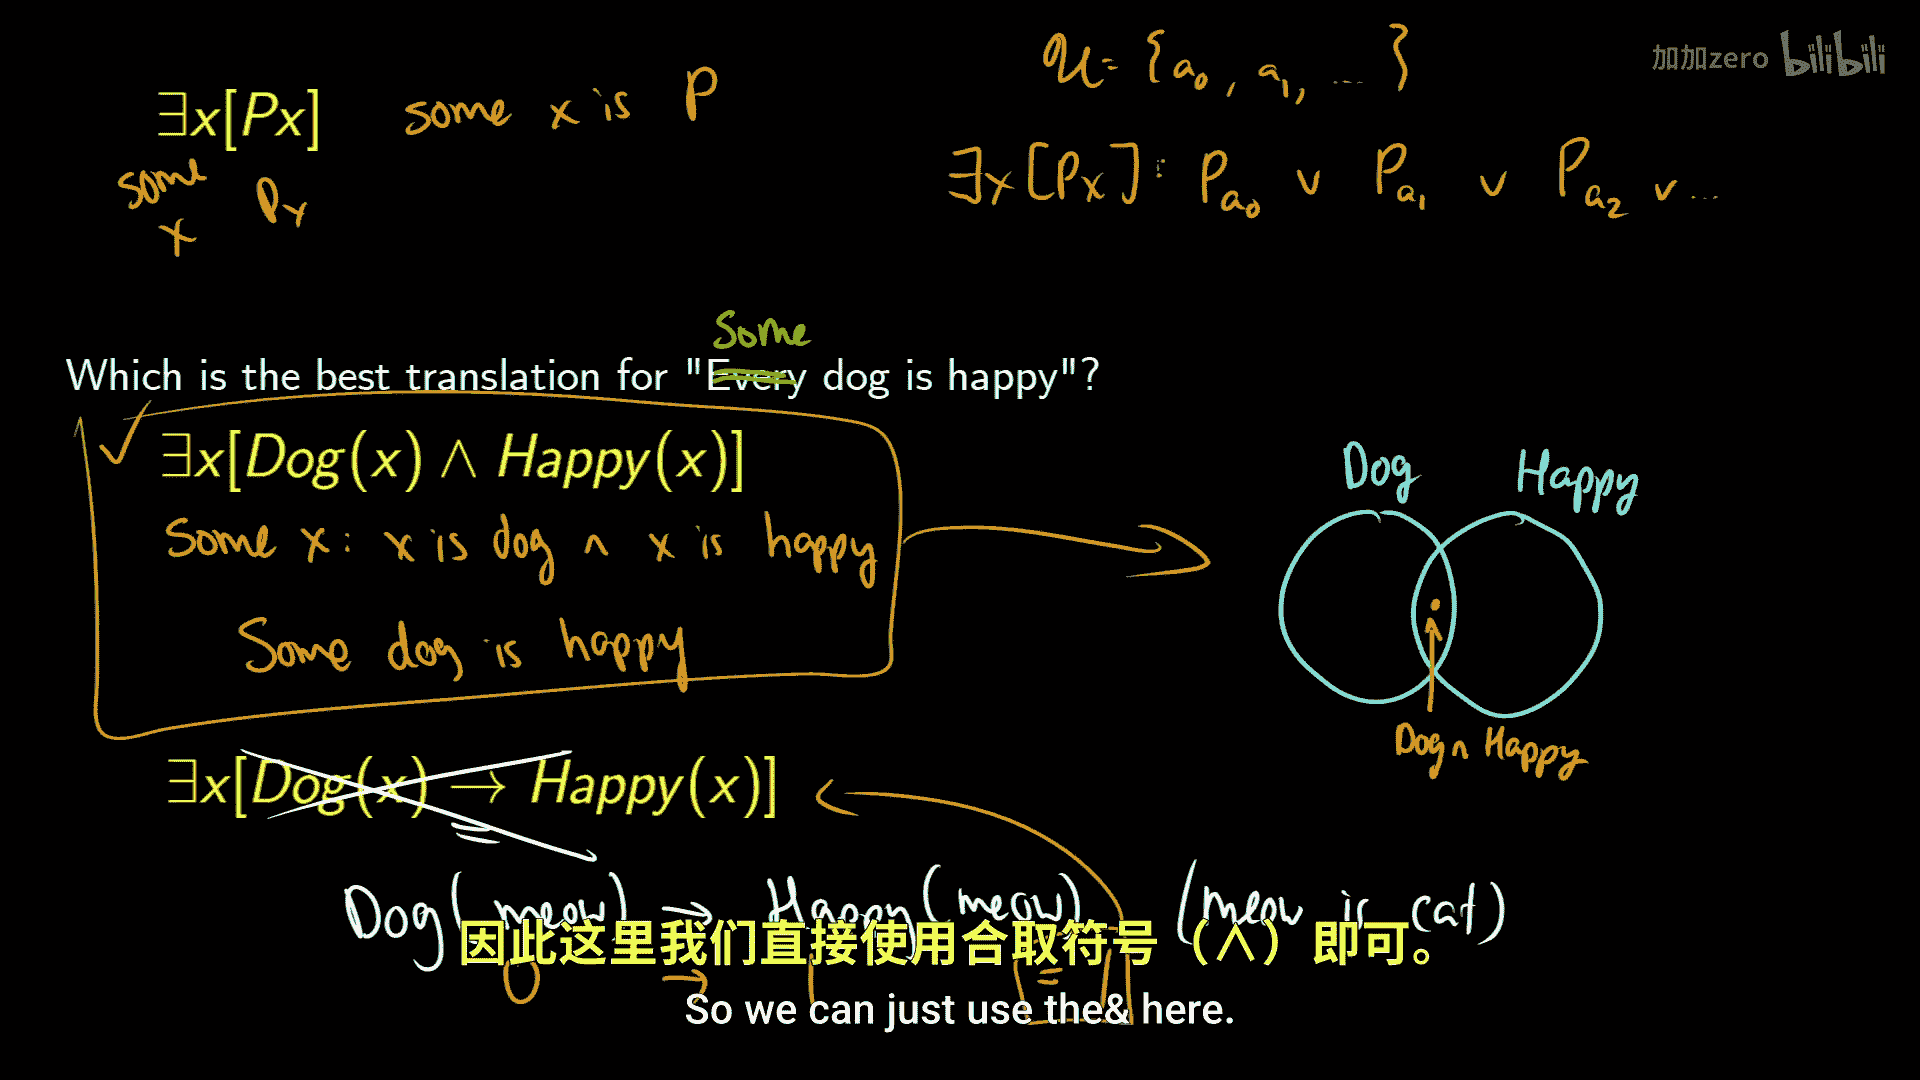 加加zero bilibili
∃x[Px] some x is P
some x Px
𝒰 = {a₀, a₁, ... }
∃x[Px]: Pa₀ ∨ Pa₁ ∨ Pa₂ ∨ ...
Some
Which is the best translation for "Every dog is happy"?
∃x[Dog(x) ∧ Happy(x)]
Some x: x is dog ∧ x is happy
Some dog is happy
Dog Happy
Dog ∧ Happy
∃x[Dog(x) → Happy(x)]
Dog(meow) → Happy(meow) (meow is cat)
0 → 1 ≡ 1
因此这里我们直接使用合取符号（∧）即可。
So we can just use the& here.